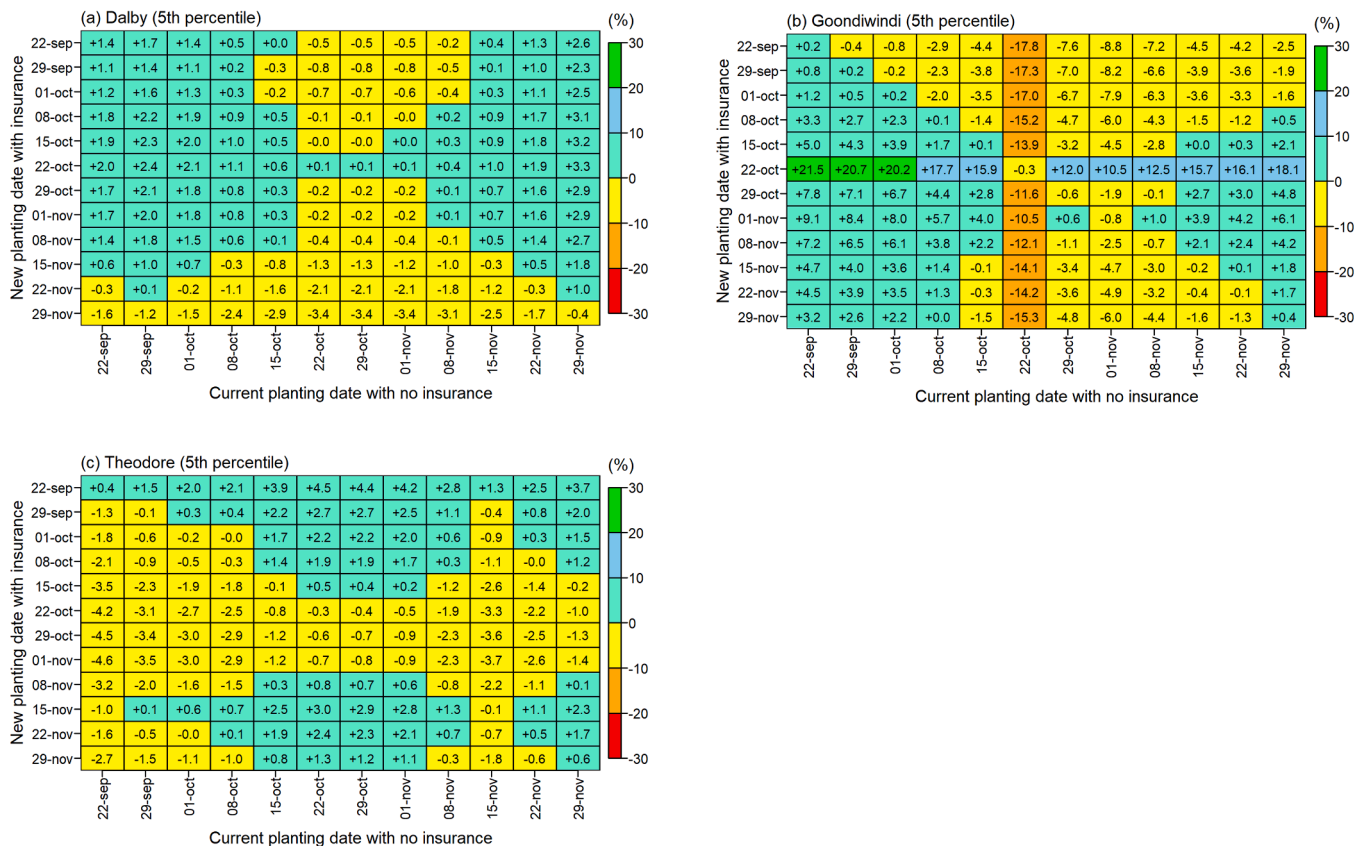 (a) Dalby (5th percentile)
(%)
22-sep +1.4 +1.7 +1.4 +0.5 +0.0 -0.5 -0.5 -0.5 -0.2 +0.4 +1.3 +2.6
29-sep +1.1 +1.4 +1.1 +0.2 -0.3 -0.8 -0.8 -0.8 -0.5 +0.1 +1.0 +2.3
01-oct +1.2 +1.6 +1.3 +0.3 -0.2 -0.7 -0.7 -0.6 -0.4 +0.3 +1.1 +2.5
08-oct +1.8 +2.2 +1.9 +0.9 +0.5 -0.1 -0.1 -0.0 +0.2 +0.9 +1.7 +3.1
15-oct +1.9 +2.3 +2.0 +1.0 +0.5 -0.0 -0.0 +0.0 +0.3 +0.9 +1.8 +3.2
22-oct +2.0 +2.4 +2.1 +1.1 +0.6 +0.1 +0.1 +0.1 +0.4 +1.0 +1.9 +3.3
29-oct +1.7 +2.1 +1.8 +0.8 +0.3 -0.2 -0.2 -0.2 +0.1 +0.7 +1.6 +2.9
01-nov +1.7 +2.0 +1.8 +0.8 +0.3 -0.2 -0.2 -0.2 +0.1 +0.7 +1.6 +2.9
08-nov +1.4 +1.8 +1.5 +0.6 +0.1 -0.4 -0.4 -0.4 -0.1 +0.5 +1.4 +2.7
15-nov +0.6 +1.0 +0.7 -0.3 -0.8 -1.3 -1.3 -1.2 -1.0 -0.3 +0.5 +1.8
22-nov -0.3 +0.1 -0.2 -1.1 -1.6 -2.1 -2.1 -2.1 -1.8 -1.2 -0.3 +1.0
29-nov -1.6 -1.2 -1.5 -2.4 -2.9 -3.4 -3.4 -3.4 -3.1 -2.5 -1.7 -0.4
22-sep 29-sep 01-oct 08-oct 15-oct 22-oct 29-oct 01-nov 08-nov 15-nov 22-nov 29-nov
Current planting date with no insurance
New planting date with insurance
30
20
10
0
-10
-20
-30
(b) Goondiwindi (5th percentile)
(%)
22-sep +0.2 -0.4 -0.8 -2.9 -4.4 -17.8 -7.6 -8.8 -7.2 -4.5 -4.2 -2.5
29-sep +0.8 +0.2 -0.2 -2.3 -3.8 -17.3 -7.0 -8.2 -6.6 -3.9 -3.6 -1.9
01-oct +1.2 +0.5 +0.2 -2.0 -3.5 -17.0 -6.7 -7.9 -6.3 -3.6 -3.3 -1.6
08-oct +3.3 +2.7 +2.3 +0.1 -1.4 -15.2 -4.7 -6.0 -4.3 -1.5 -1.2 +0.5
15-oct +5.0 +4.3 +3.9 +1.7 +0.1 -13.9 -3.2 -4.5 -2.8 +0.0 +0.3 +2.1
22-oct +21.5 +20.7 +20.2 +17.7 +15.9 -0.3 +12.0 +10.5 +12.5 +15.7 +16.1 +18.1
29-oct +7.8 +7.1 +6.7 +4.4 +2.8 -11.6 -0.6 -1.9 -0.1 +2.7 +3.0 +4.8
01-nov +9.1 +8.4 +8.0 +5.7 +4.0 -10.5 +0.6 -0.8 +1.0 +3.9 +4.2 +6.1
08-nov +7.2 +6.5 +6.1 +3.8 +2.2 -12.1 -1.1 -2.5 -0.7 +2.1 +2.4 +4.2
15-nov +4.7 +4.0 +3.6 +1.4 -0.1 -14.1 -3.4 -4.7 -3.0 -0.2 +0.1 +1.8
22-nov +4.5 +3.9 +3.5 +1.3 -0.3 -14.2 -3.6 -4.9 -3.2 -0.4 -0.1 +1.7
29-nov +3.2 +2.6 +2.2 +0.0 -1.5 -15.3 -4.8 -6.0 -4.4 -1.6 -1.3 +0.4
22-sep 29-sep 01-oct 08-oct 15-oct 22-oct 29-oct 01-nov 08-nov 15-nov 22-nov 29-nov
Current planting date with no insurance
New planting date with insurance
30
20
10
0
-10
-20
-30
(c) Theodore (5th percentile)
(%)
22-sep +0.4 +1.5 +2.0 +2.1 +3.9 +4.5 +4.4 +4.2 +2.8 +1.3 +2.5 +3.7
29-sep -1.3 -0.1 +0.3 +0.4 +2.2 +2.7 +2.7 +2.5 +1.1 -0.4 +0.8 +2.0
01-oct -1.8 -0.6 -0.2 -0.0 +1.7 +2.2 +2.2 +2.0 +0.6 -0.9 +0.3 +1.5
08-oct -2.1 -0.9 -0.5 -0.3 +1.4 +1.9 +1.9 +1.7 +0.3 -1.1 -0.0 +1.2
15-oct -3.5 -2.3 -1.9 -1.8 -0.1 +0.5 +0.4 +0.2 -1.2 -2.6 -1.4 -0.2
22-oct -4.2 -3.1 -2.7 -2.5 -0.8 -0.3 -0.4 -0.5 -1.9 -3.3 -2.2 -1.0
29-oct -4.5 -3.4 -3.0 -2.9 -1.2 -0.6 -0.7 -0.9 -2.3 -3.6 -2.5 -1.3
01-nov -4.6 -3.5 -3.0 -2.9 -1.2 -0.7 -0.8 -0.9 -2.3 -3.7 -2.6 -1.4
08-nov -3.2 -2.0 -1.6 -1.5 +0.3 +0.8 +0.7 +0.6 -0.8 -2.2 -1.1 +0.1
15-nov -1.0 +0.1 +0.6 +0.7 +2.5 +3.0 +2.9 +2.8 +1.3 -0.1 +1.1 +2.3
22-nov -1.6 -0.5 -0.0 +0.1 +1.9 +2.4 +2.3 +2.1 +0.7 -0.7 +0.5 +1.7
29-nov -2.7 -1.5 -1.1 -1.0 +0.8 +1.3 +1.2 +1.1 -0.3 -1.8 -0.6 +0.6
22-sep 29-sep 01-oct 08-oct 15-oct 22-oct 29-oct 01-nov 08-nov 15-nov 22-nov 29-nov
Current planting date with no insurance
New planting date with insurance
30
20
10
0
-10
-20
-30